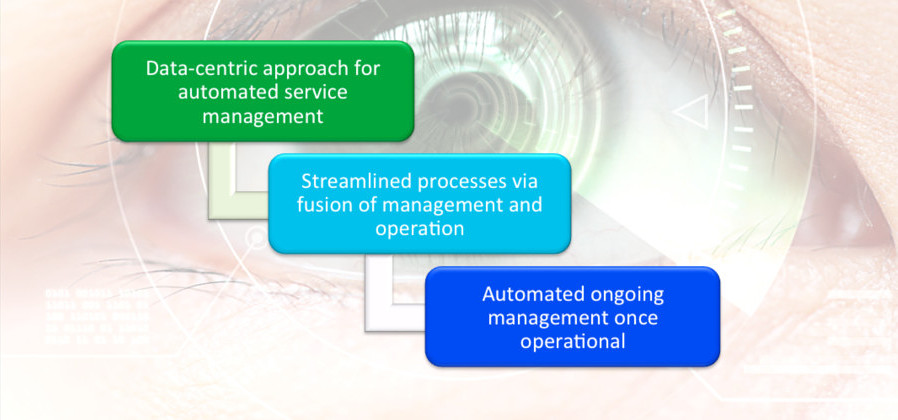 Data-centric approach for
automated service
management
Streamlined processes via
fusion of management and
operation
Automated ongoing
management once
operational